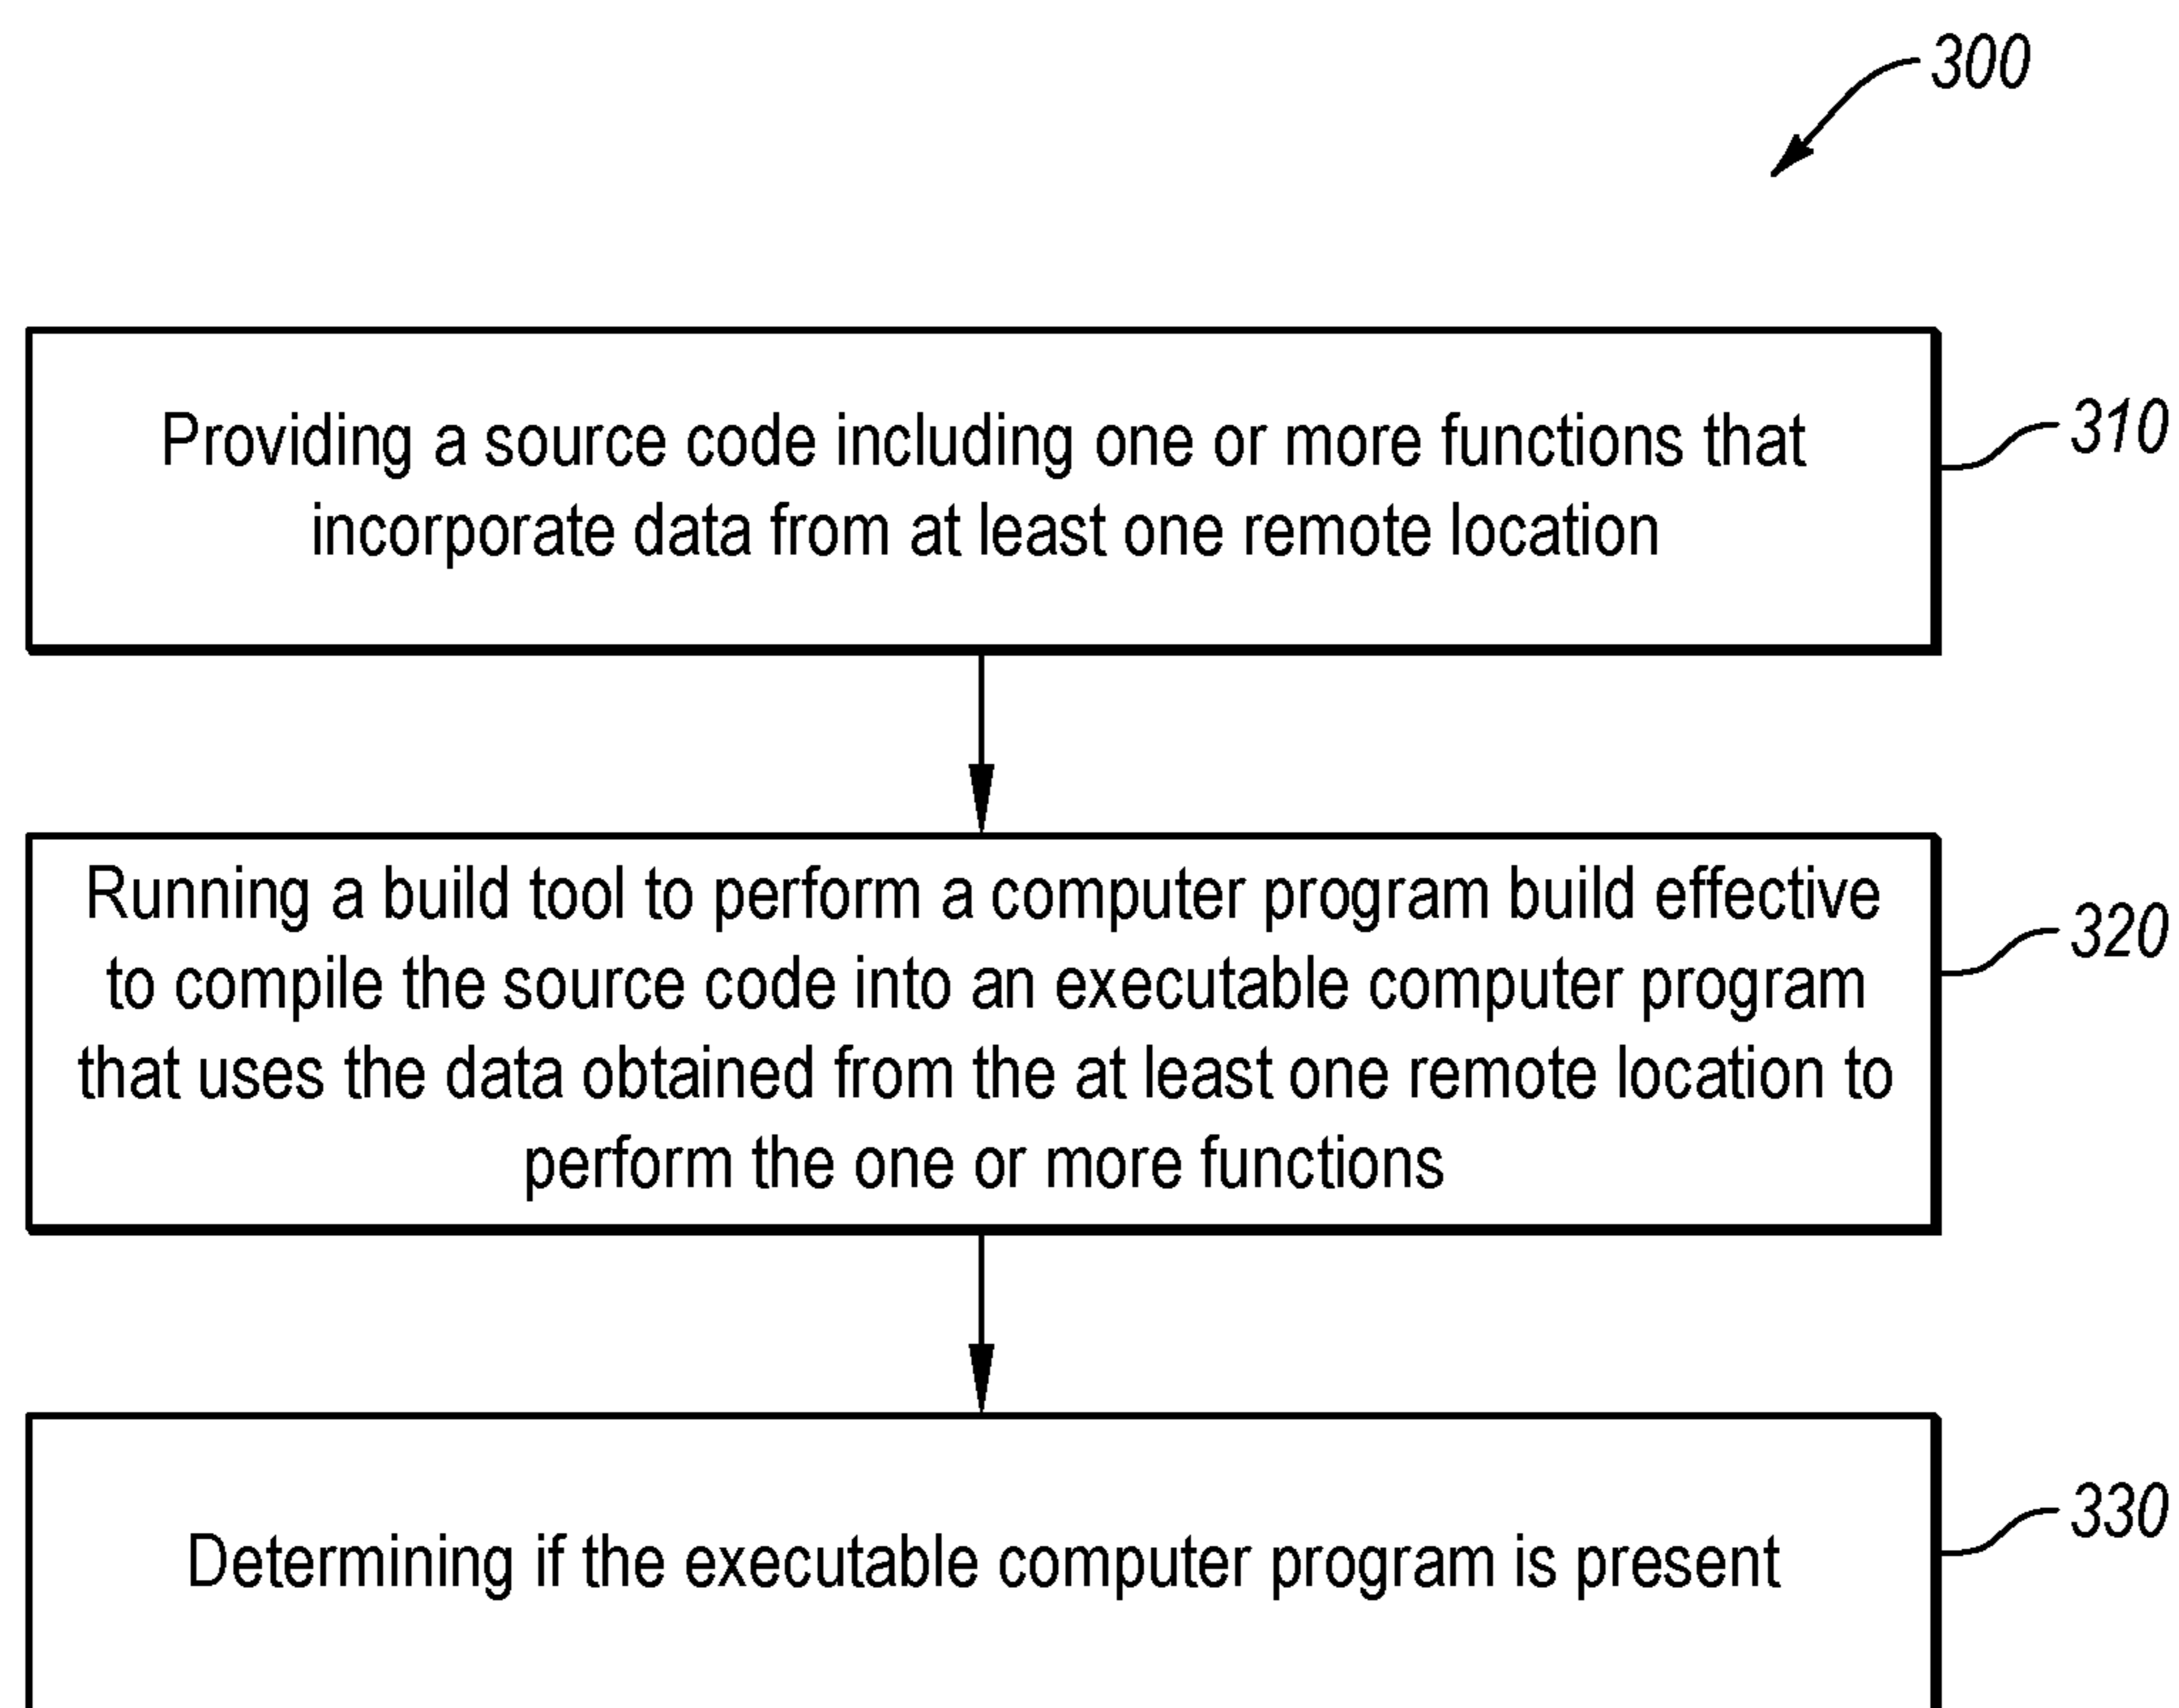 300
Providing a source code including one or more functions that
incorporate data from at least one remote location
310
Running a build tool to perform a computer program build effective
to compile the source code into an executable computer program
that uses the data obtained from the at least one remote location to
perform the one or more functions
320
Determining if the executable computer program is present
330